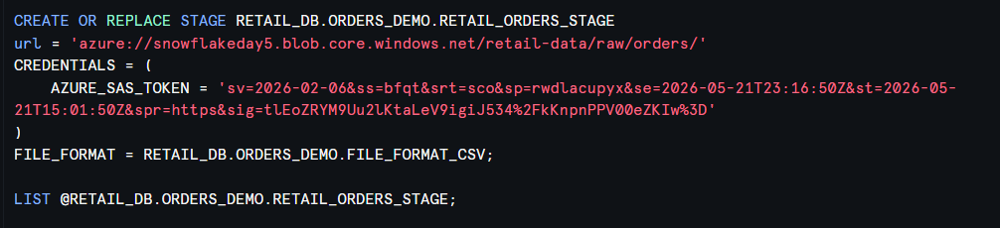 CREATE OR REPLACE STAGE RETAIL_DB.ORDERS_DEMO.RETAIL_ORDERS_STAGE
url = 'azure://snowflakeday5.blob.core.windows.net/retail-data/raw/orders/'
CREDENTIALS = (
    AZURE_SAS_TOKEN = 'sv=2026-02-06&ss=bfqt&srt=sco&sp=rwdlacupyx&se=2026-05-21T23:16:50Z&st=2026-05-
21T15:01:50Z&spr=https&sig=tlEoZRYM9Uu2lKtaLeV9igiJ534%2FkKnpnPPV00eZKIw%3D'
)
FILE_FORMAT = RETAIL_DB.ORDERS_DEMO.FILE_FORMAT_CSV;
LIST @RETAIL_DB.ORDERS_DEMO.RETAIL_ORDERS_STAGE;